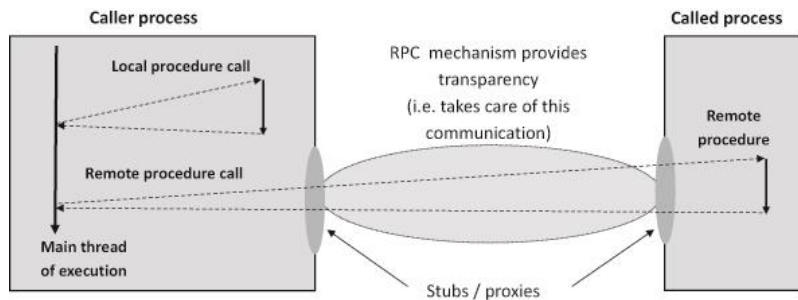 Caller process
Called process
Local procedure call
RPC mechanism provides
transparency
(i.e. takes care of this
communication)
Remote
procedure
Remote procedure call
Main thread
of execution
Stubs / proxies